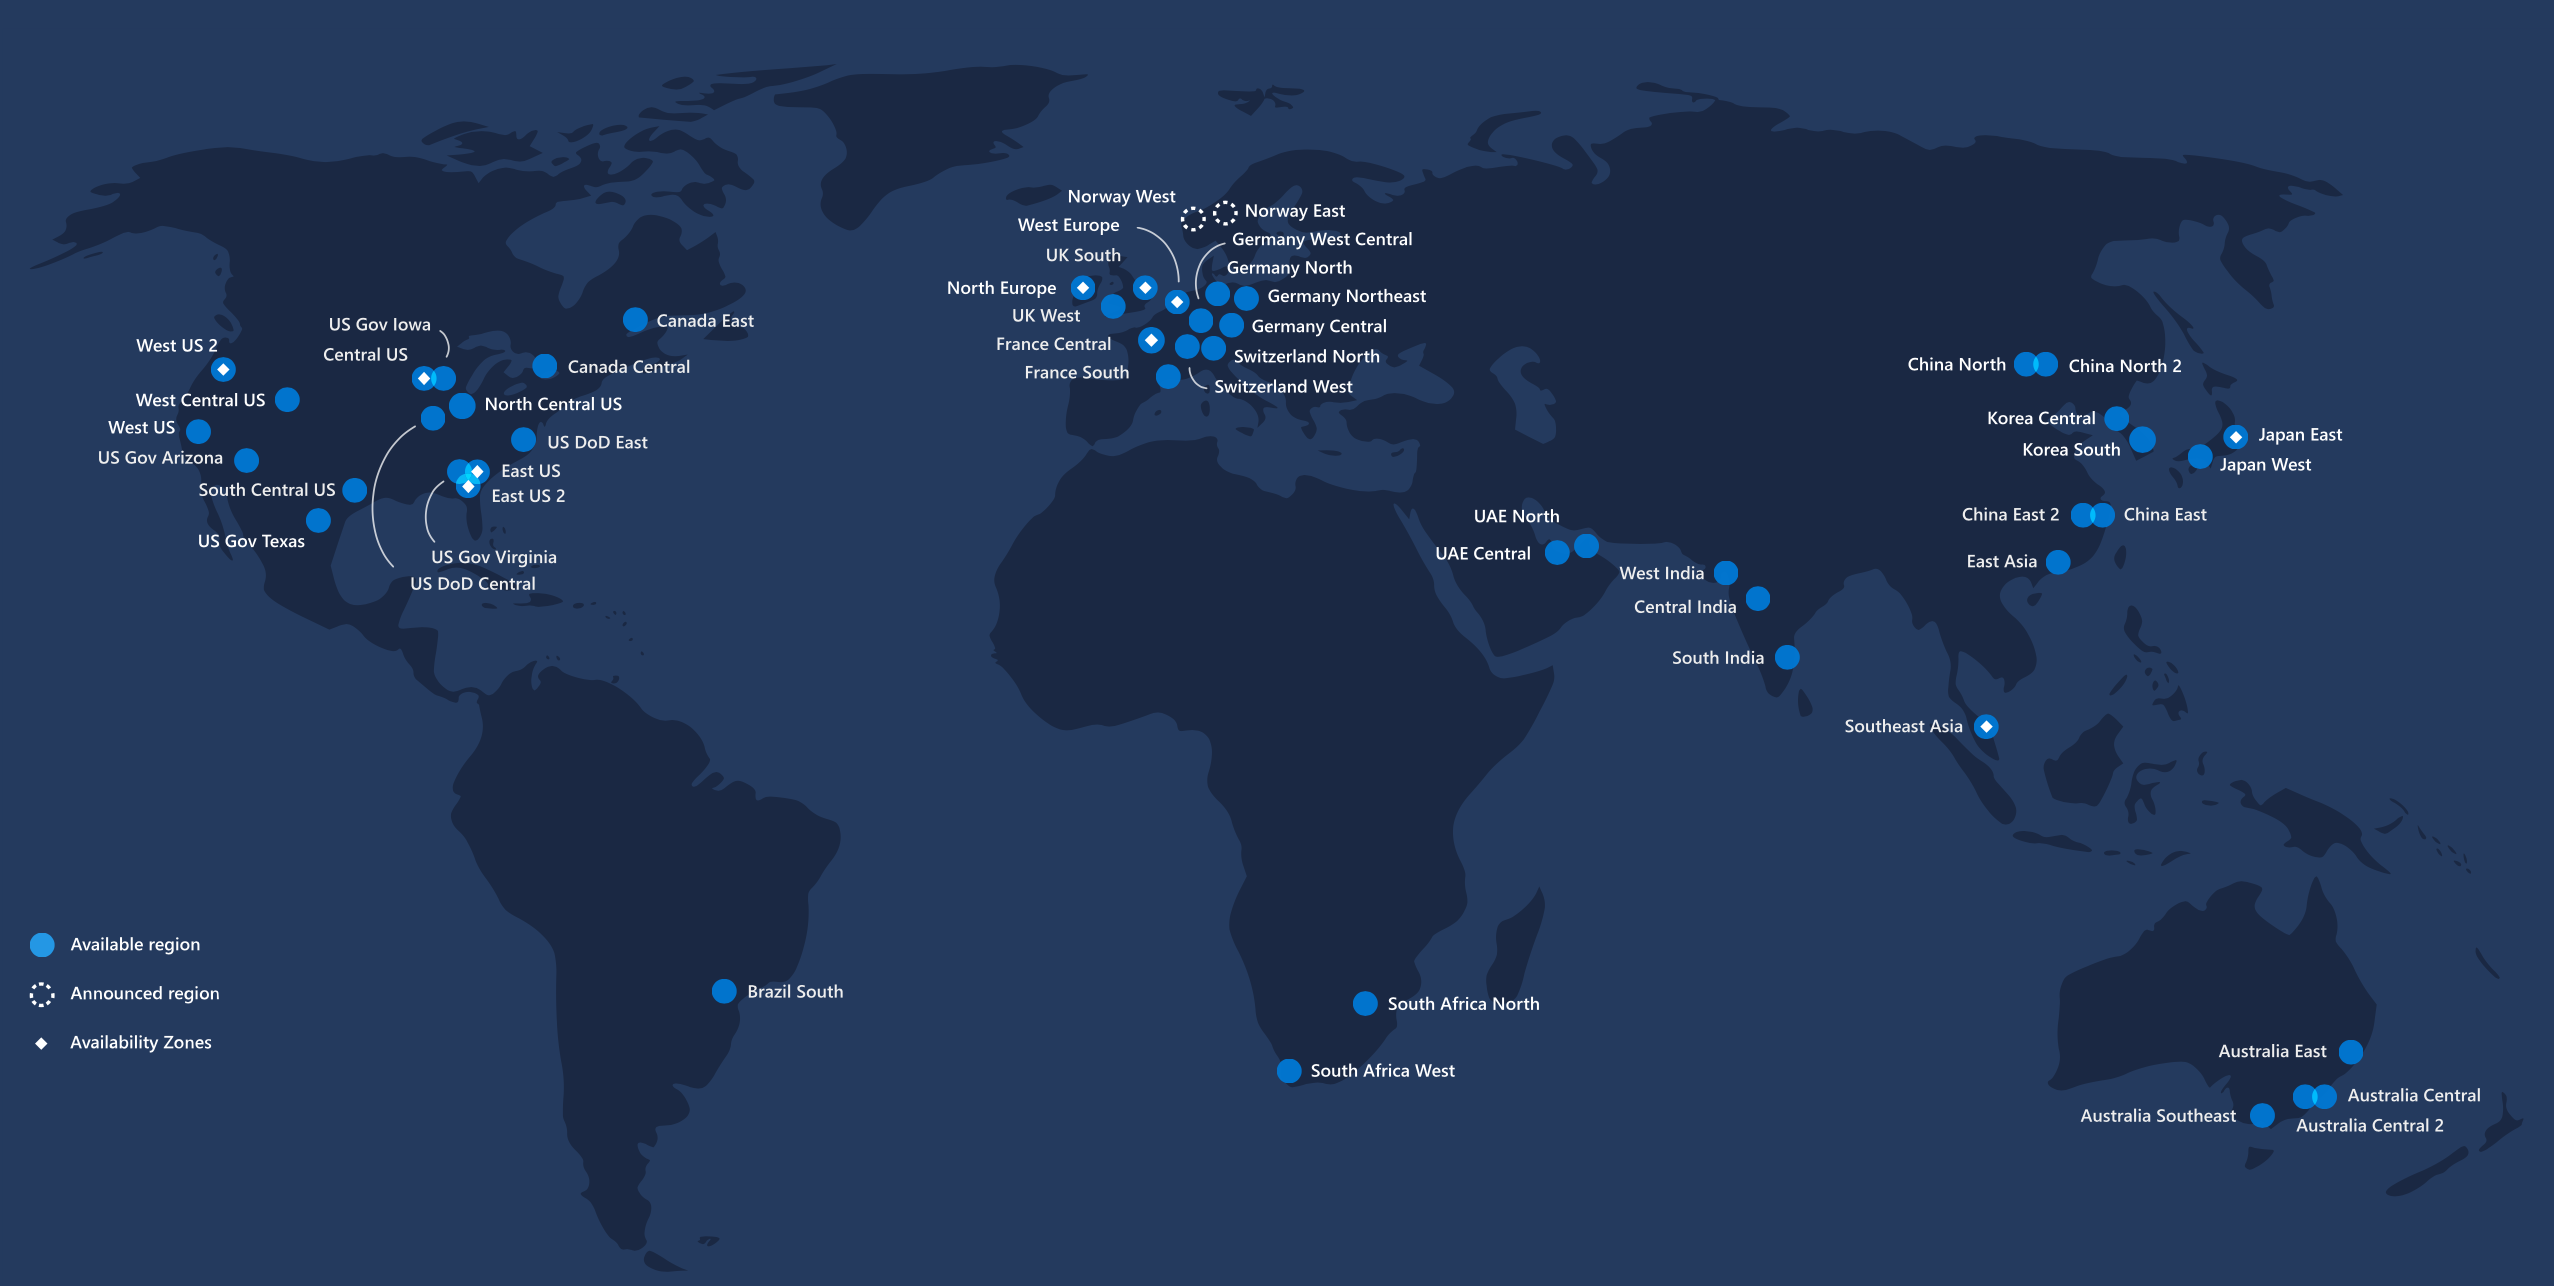 Norway West
Norway East
West Europe
Germany West Central
UK South
Germany North
North Europe
Germany Northeast
UK West
Germany Central
France Central
Switzerland North
France South
Switzerland West
US Gov Iowa
Canada East
West US 2
Central US
Canada Central
West Central US
North Central US
West US
US DoD East
US Gov Arizona
East US
South Central US
East US 2
US Gov Texas
US Gov Virginia
US DoD Central
China North
China North 2
Korea Central
Japan East
Korea South
Japan West
UAE North
China East 2
China East
UAE Central
East Asia
West India
Central India
South India
Southeast Asia
Available region
Announced region
Availability Zones
Brazil South
South Africa North
South Africa West
Australia East
Australia Central
Australia Southeast
Australia Central 2